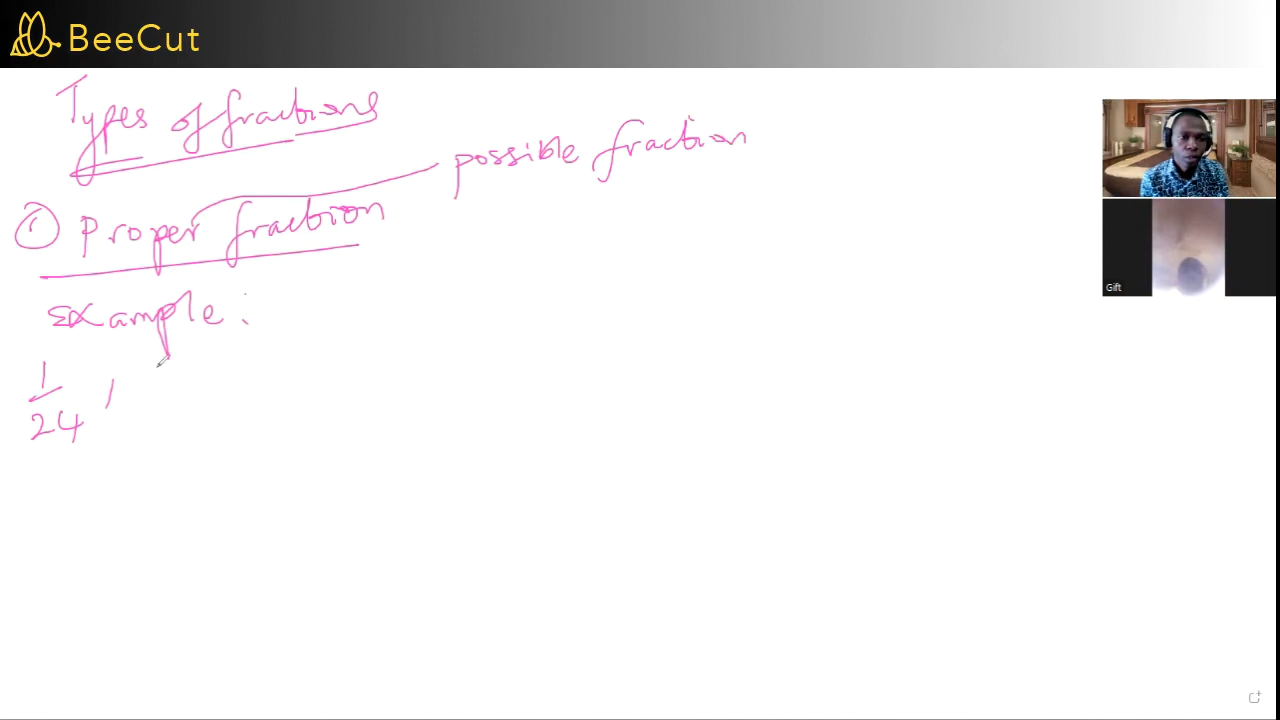 BeeCut
Types of fractions
possible fraction
① Proper fraction
Example:
1
24 ,
Gift